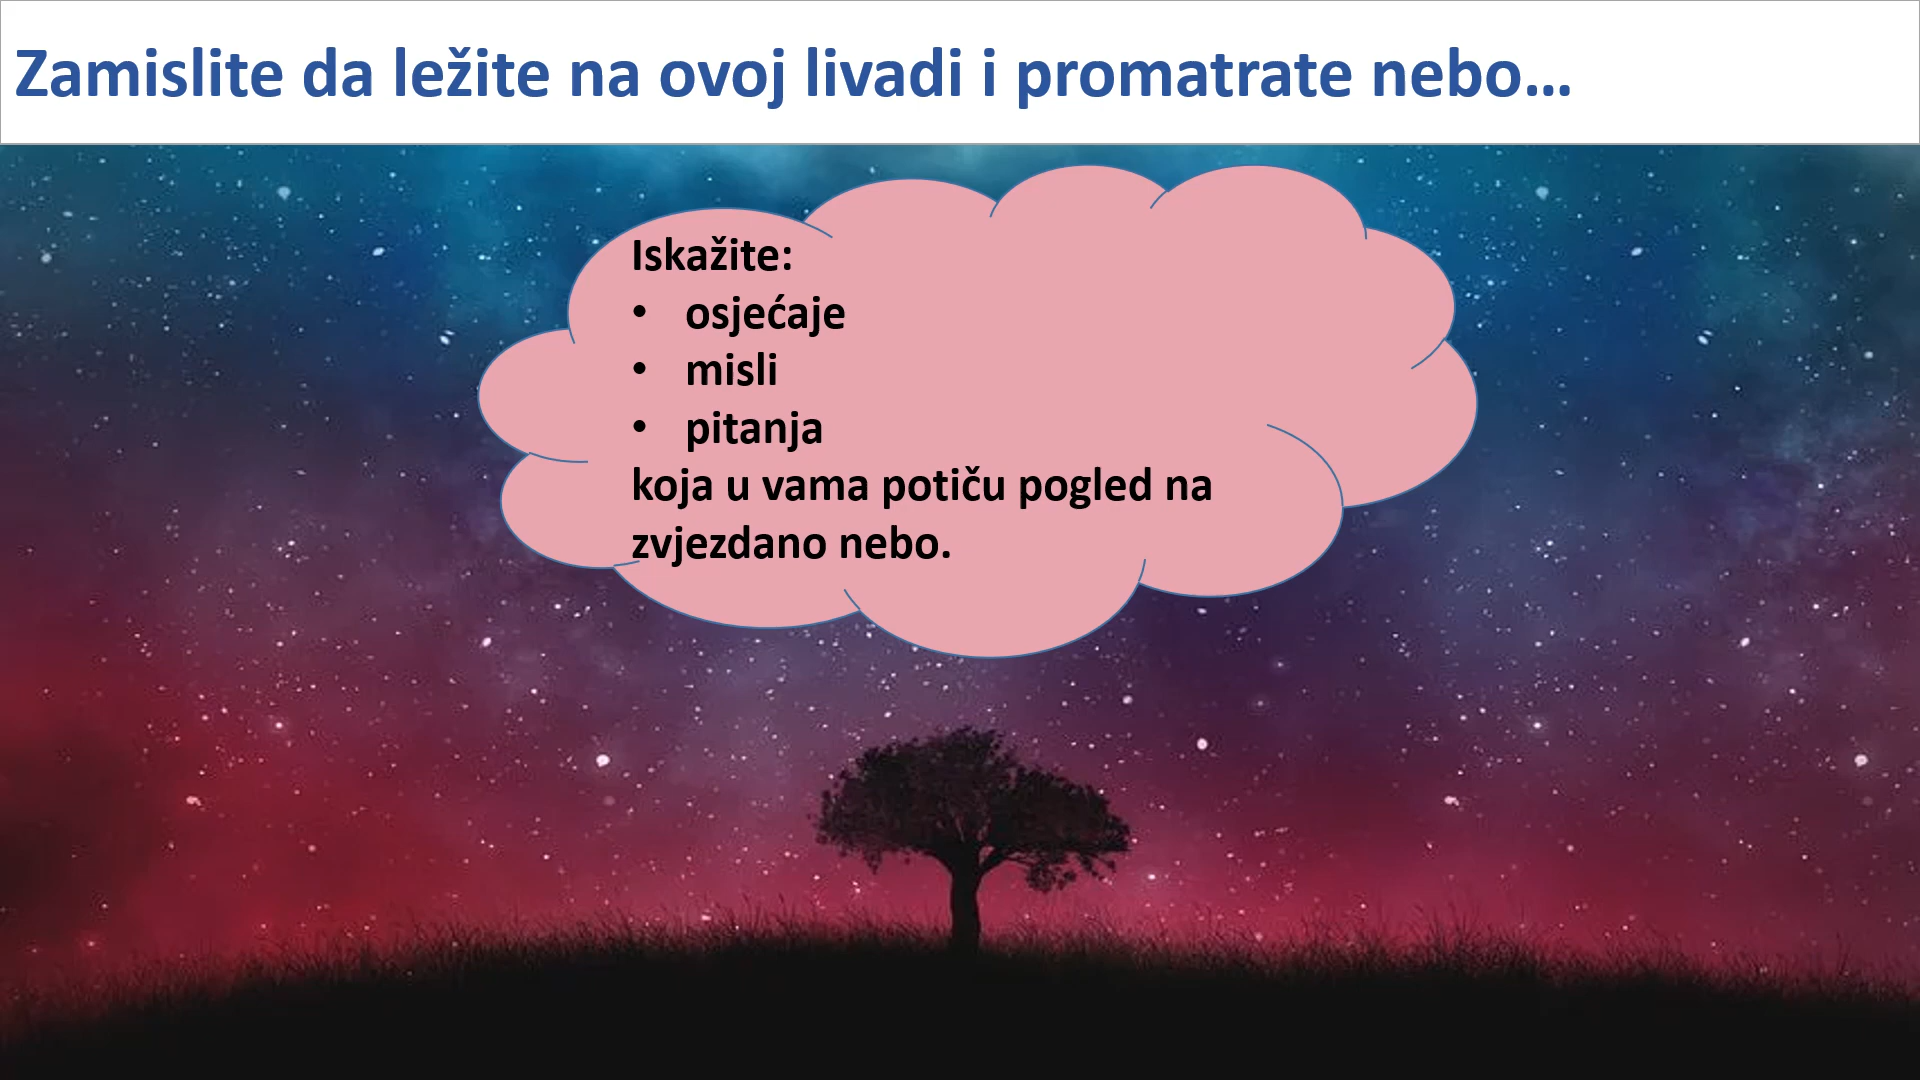 Zamislite da ležite na ovoj livadi i promatrate nebo…
Iskažite:
• osjećaje
• misli
• pitanja
koja u vama potiču pogled na
zvjezdano nebo.